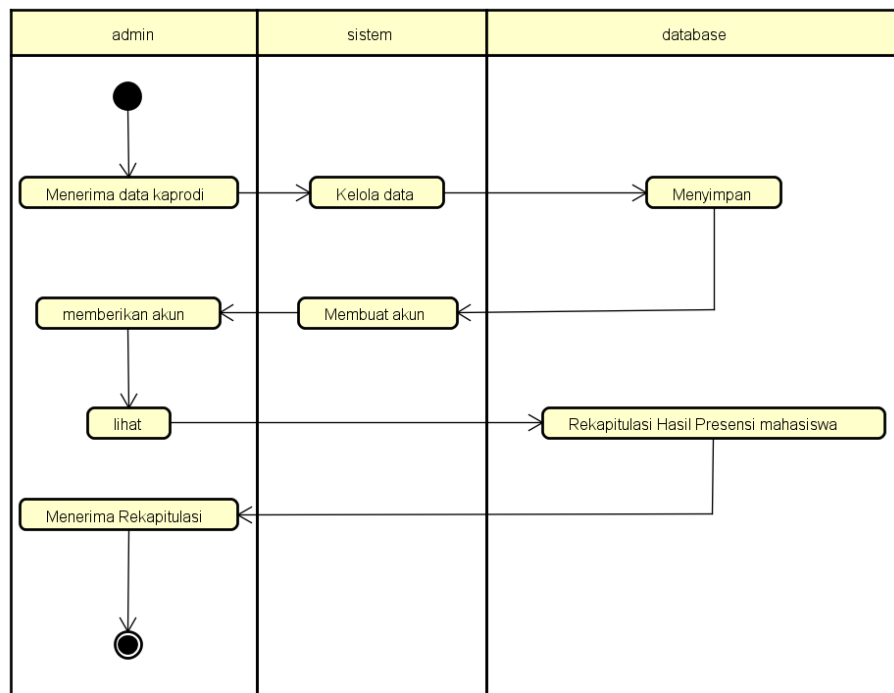 admin
sistem
database
Menerima data kaprodi
Kelola data
Menyimpan
memberikan akun
Membuat akun
lihat
Rekapitulasi Hasil Presensi mahasiswa
Menerima Rekapitulasi